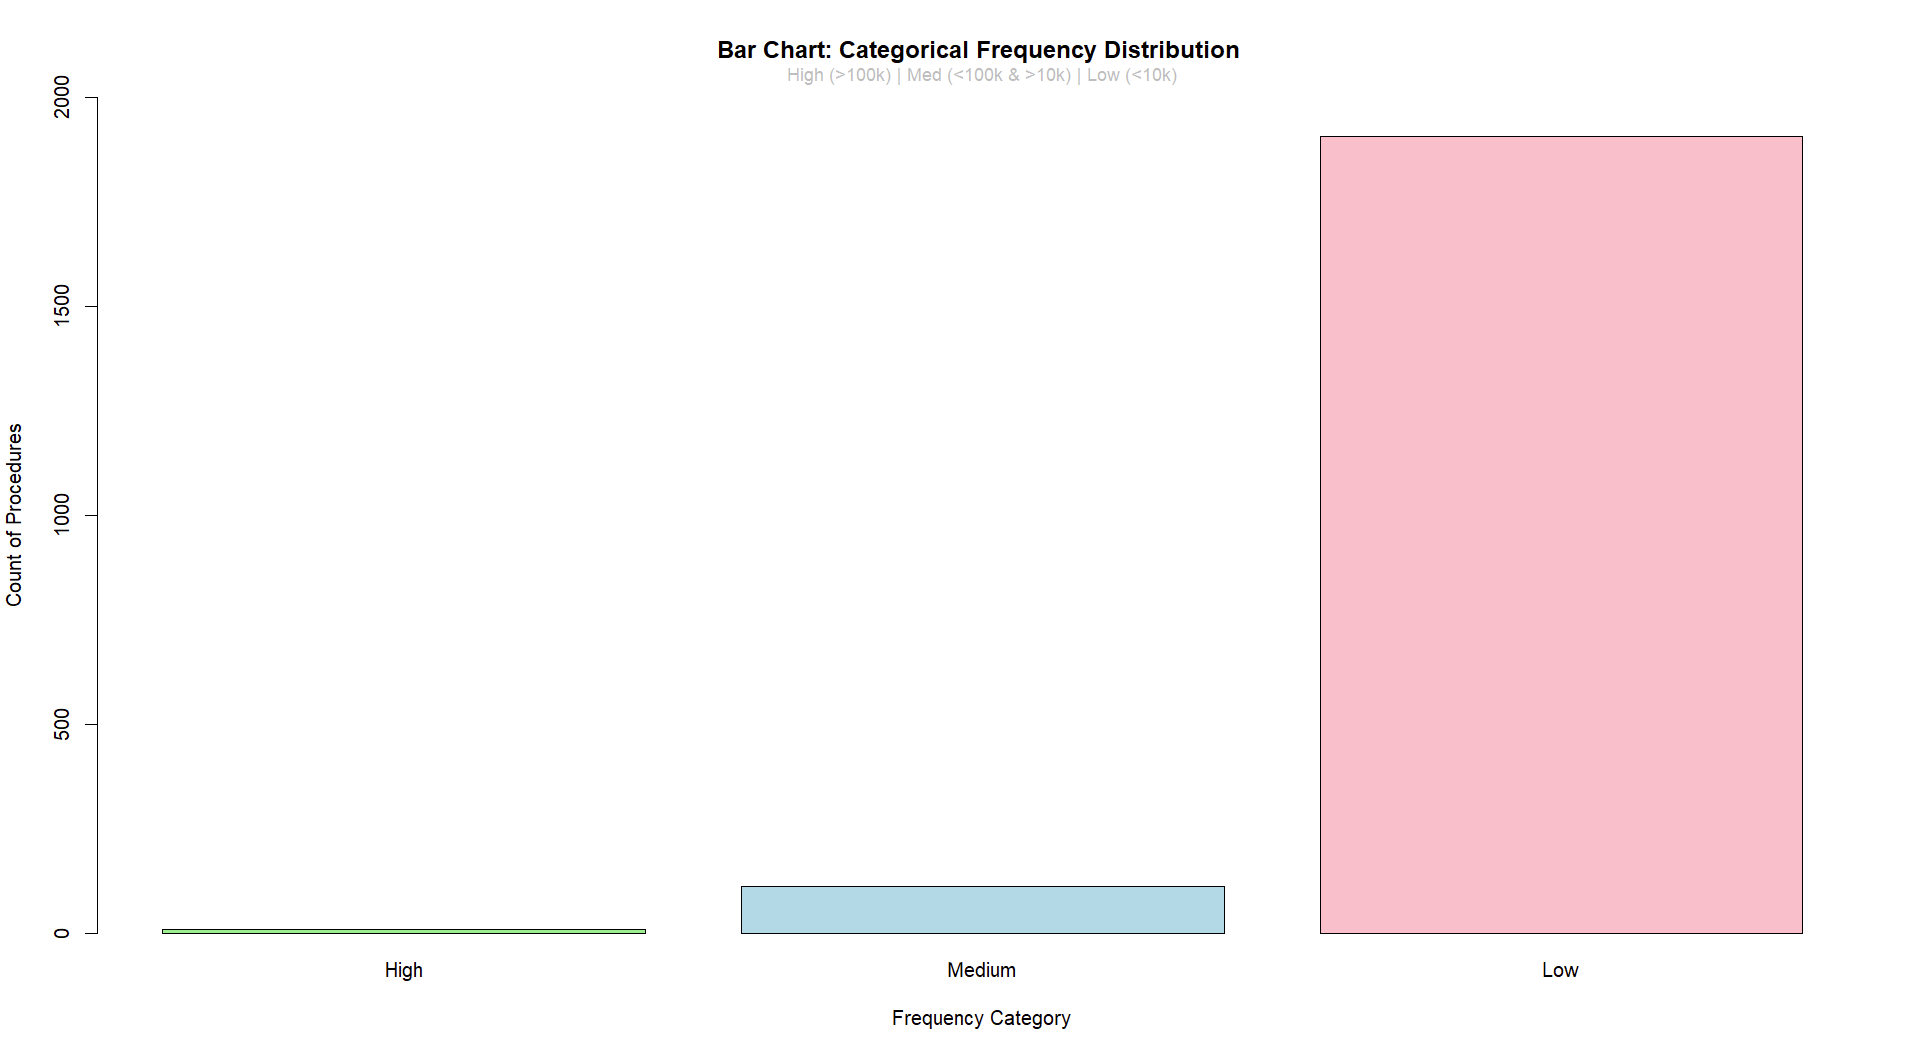 Bar Chart: Categorical Frequency Distribution
High (>100k) | Med (<100k & >10k) | Low (<10k)
2000
1500
1000
500
0
Count of Procedures
High
Medium
Low
Frequency Category